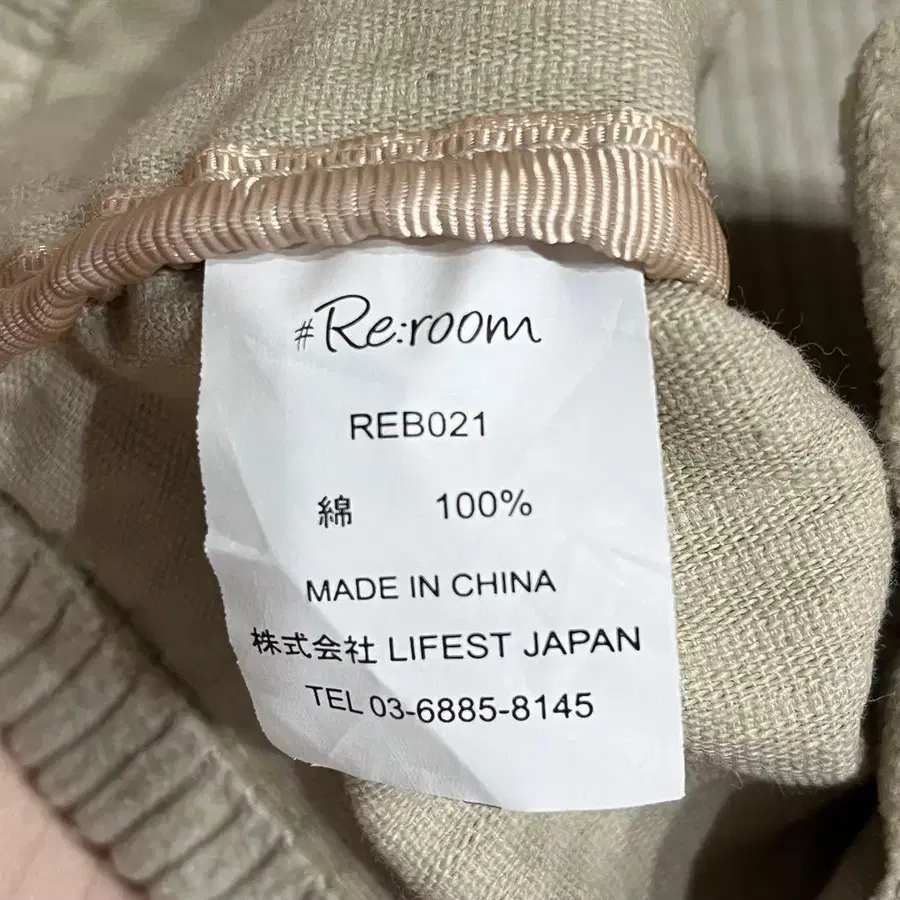 #Re:room
REB021
綿 100%
MADE IN CHINA
株式会社 LIFEST JAPAN
TEL 03-6885-8145